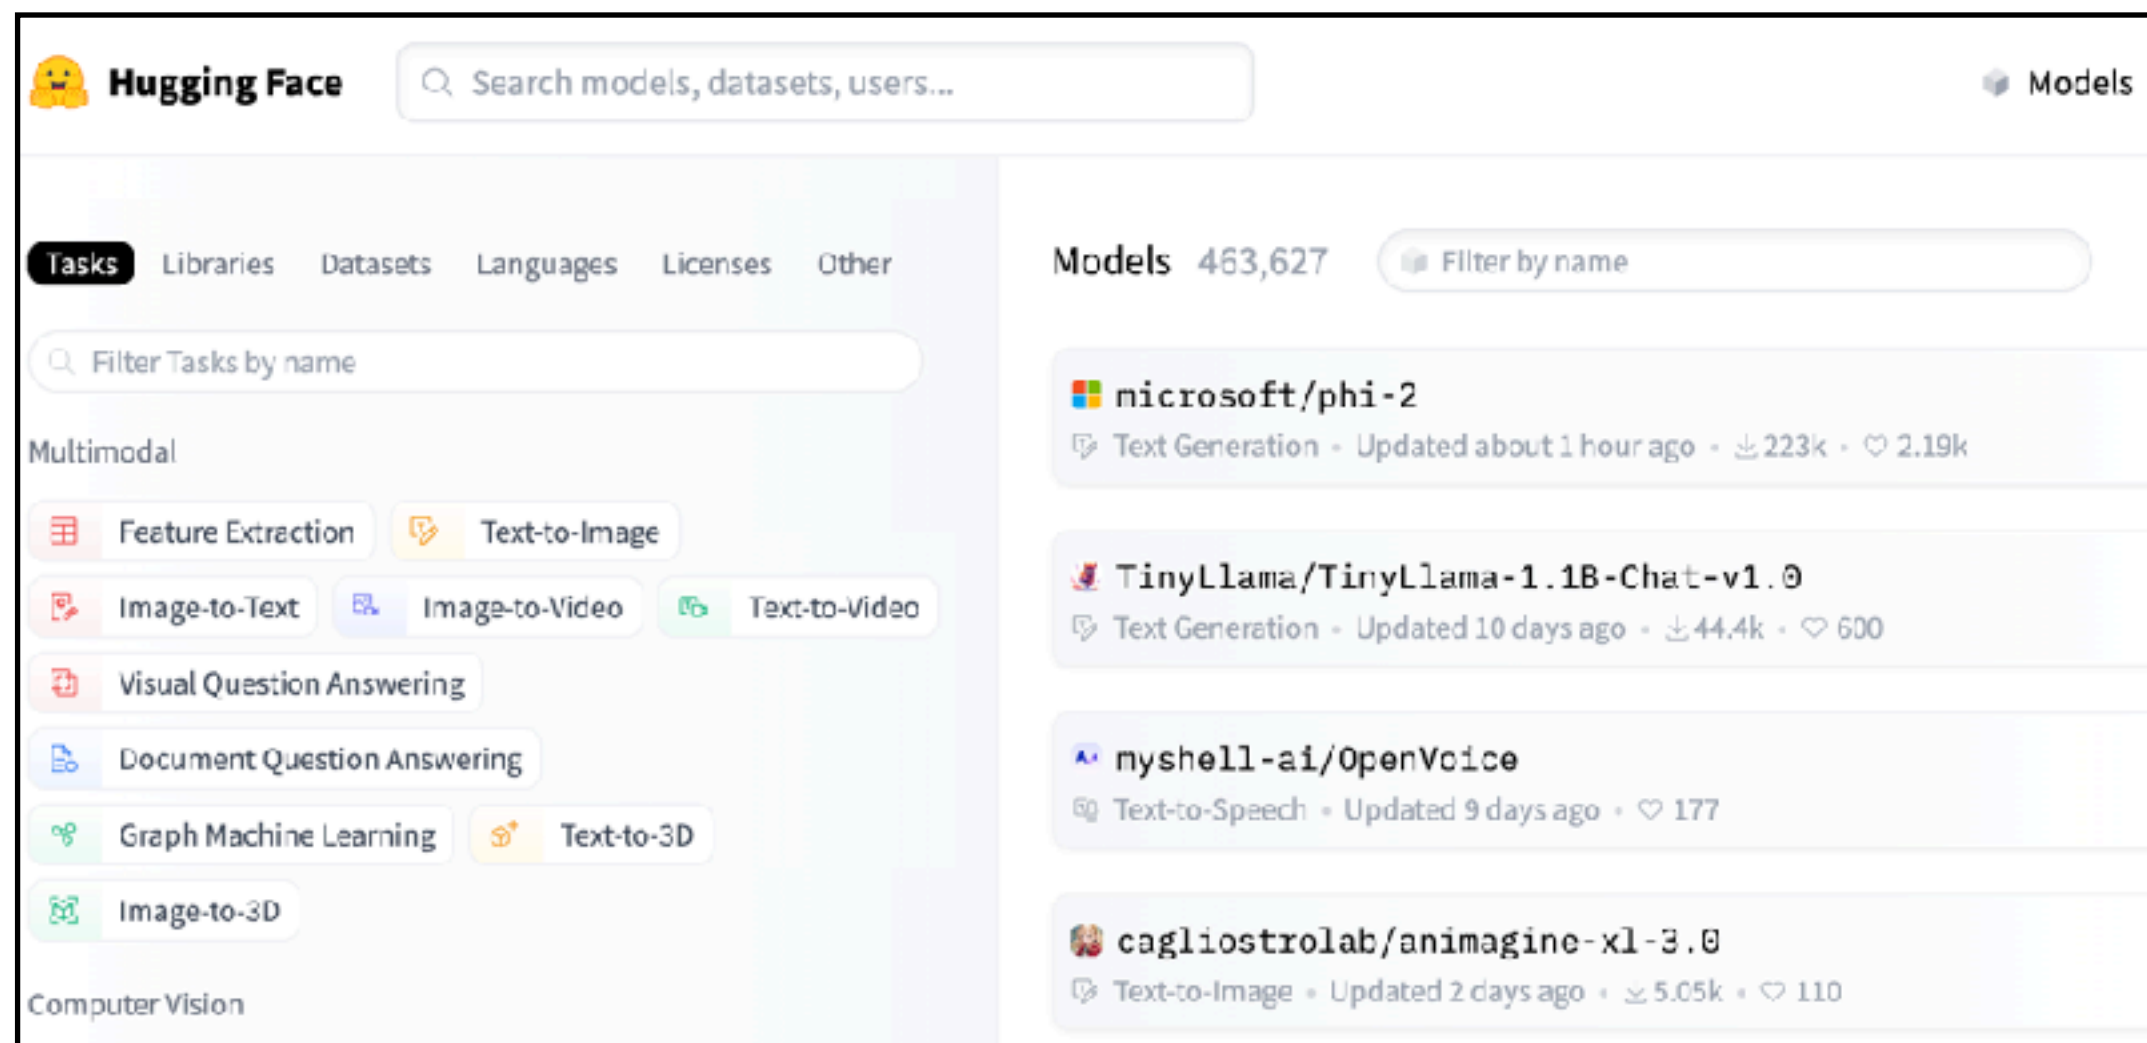 Hugging Face
Search models, datasets, users...
Models
Tasks Libraries Datasets Languages Licenses Other
Filter Tasks by name
Multimodal
Feature Extraction Text-to-Image
Image-to-Text Image-to-Video Text-to-Video
Visual Question Answering
Document Question Answering
Graph Machine Learning Text-to-3D
Image-to-3D
Computer Vision
Models 463,627 Filter by name
microsoft/phi-2
Text Generation • Updated about 1 hour ago • 223k • 2.19k
TinyLlama/TinyLlama-1.1B-Chat-v1.0
Text Generation • Updated 10 days ago • 44.4k • 600
myshell-ai/OpenVoice
Text-to-Speech • Updated 9 days ago • 177
cagliostrolab/animagine-xl-3.0
Text-to-Image • Updated 2 days ago • 5.05k • 110